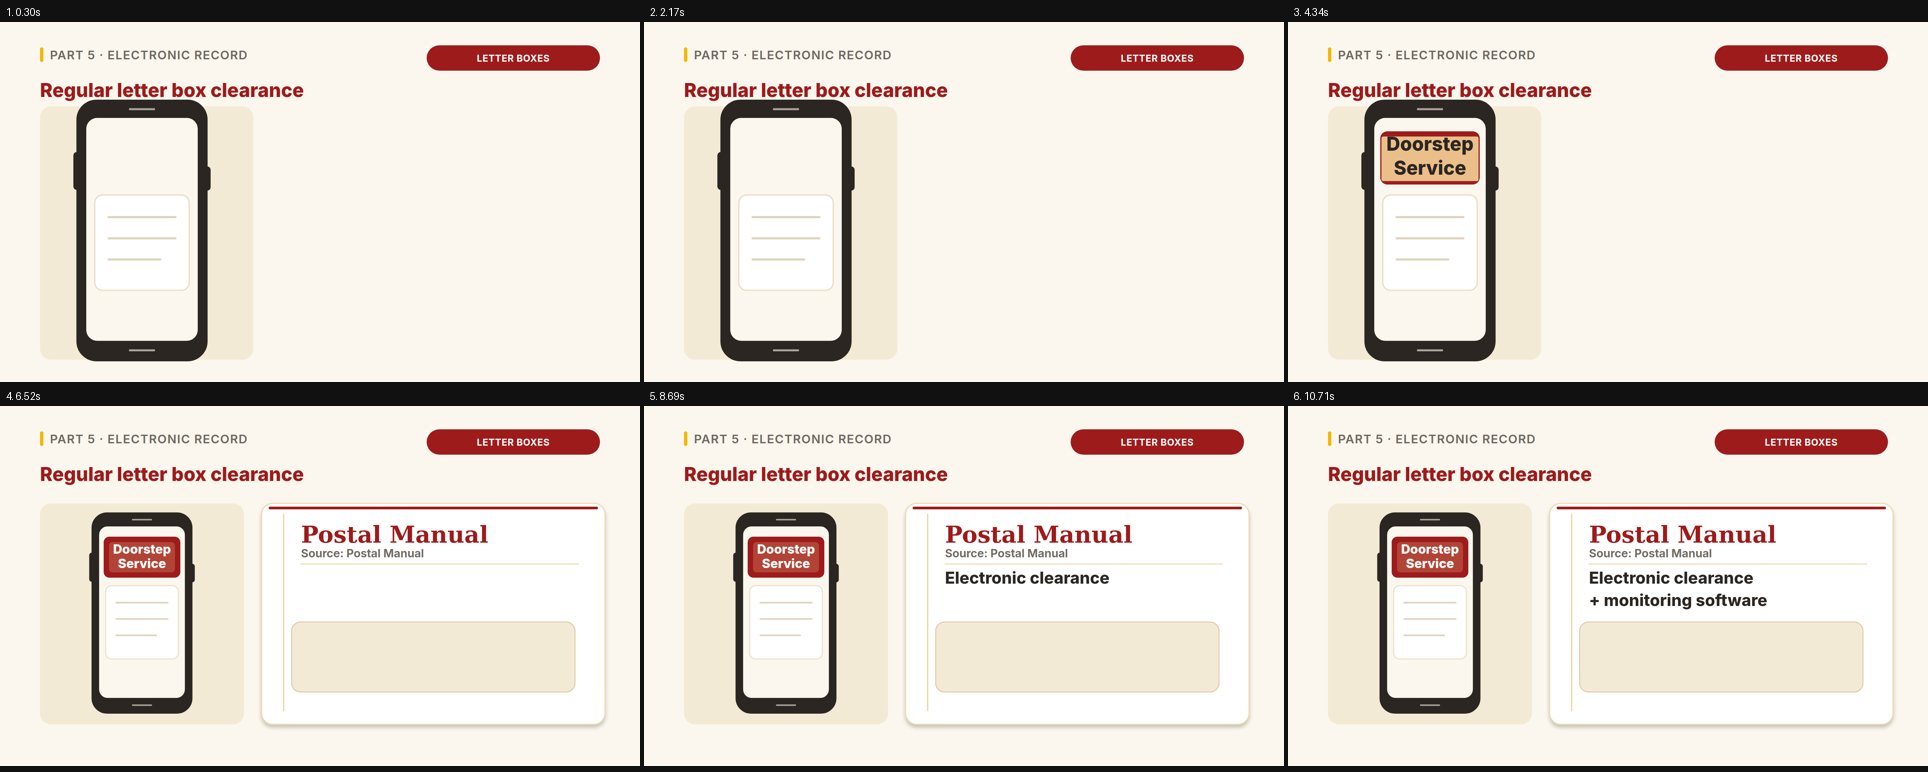 1. 0.30s
PART 5 · ELECTRONIC RECORD
LETTER BOXES
Regular letter box clearance
2. 2.17s
PART 5 · ELECTRONIC RECORD
LETTER BOXES
Regular letter box clearance
3. 4.34s
PART 5 · ELECTRONIC RECORD
LETTER BOXES
Regular letter box clearance
Doorstep
Service
4. 6.52s
PART 5 · ELECTRONIC RECORD
LETTER BOXES
Regular letter box clearance
Doorstep
Service
Postal Manual
Source: Postal Manual
5. 8.69s
PART 5 · ELECTRONIC RECORD
LETTER BOXES
Regular letter box clearance
Doorstep
Service
Postal Manual
Source: Postal Manual
Electronic clearance
6. 10.71s
PART 5 · ELECTRONIC RECORD
LETTER BOXES
Regular letter box clearance
Doorstep
Service
Postal Manual
Source: Postal Manual
Electronic clearance
+ monitoring software